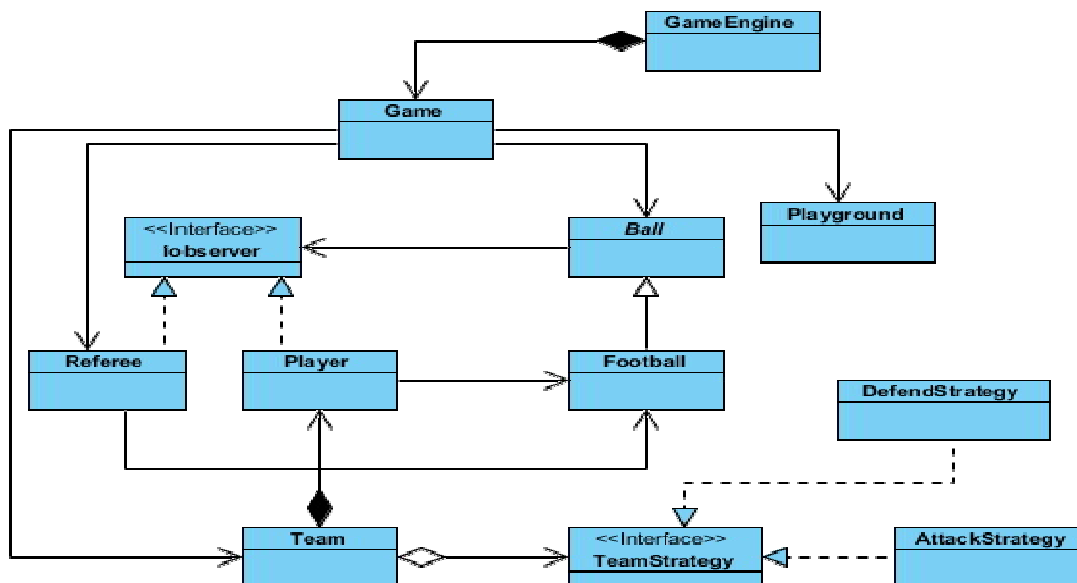 GameEngine
Game
Playground
<<Interface>>
Iobserver
Ball
Referee
Player
Football
DefendStrategy
Team
<<Interface>>
TeamStrategy
AttackStrategy